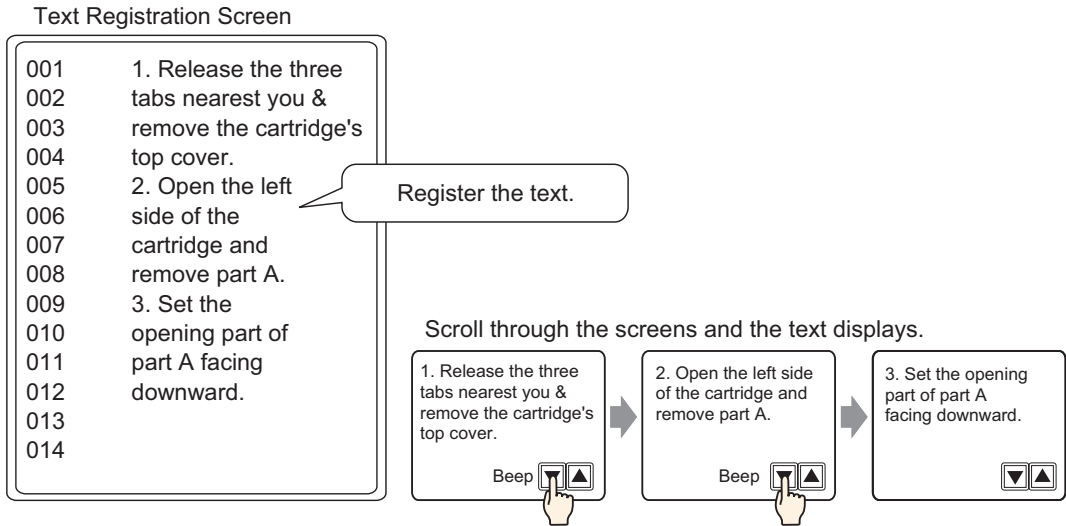 Text Registration Screen
001 1. Release the three
002 tabs nearest you &
003 remove the cartridge's
004 top cover.
005 2. Open the left
006 side of the
007 cartridge and
008 remove part A.
009 3. Set the
010 opening part of
011 part A facing
012 downward.
013
014
Register the text.
Scroll through the screens and the text displays.
1. Release the three
tabs nearest you &
remove the cartridge's
top cover.
Beep ▼ ▲
2. Open the left side
of the cartridge and
remove part A.
Beep ▼ ▲
3. Set the opening
part of part A
facing downward.
▼ ▲